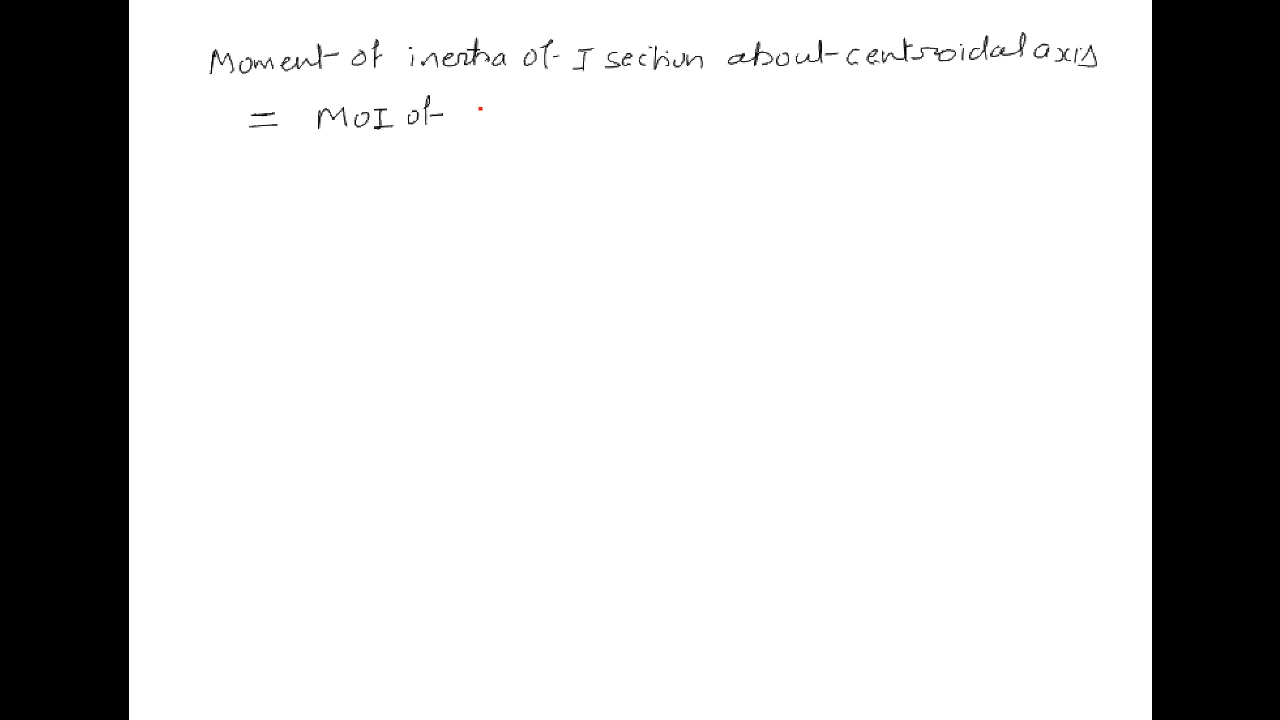 Moment of inertia of I section about centroidal axis
= MOI of